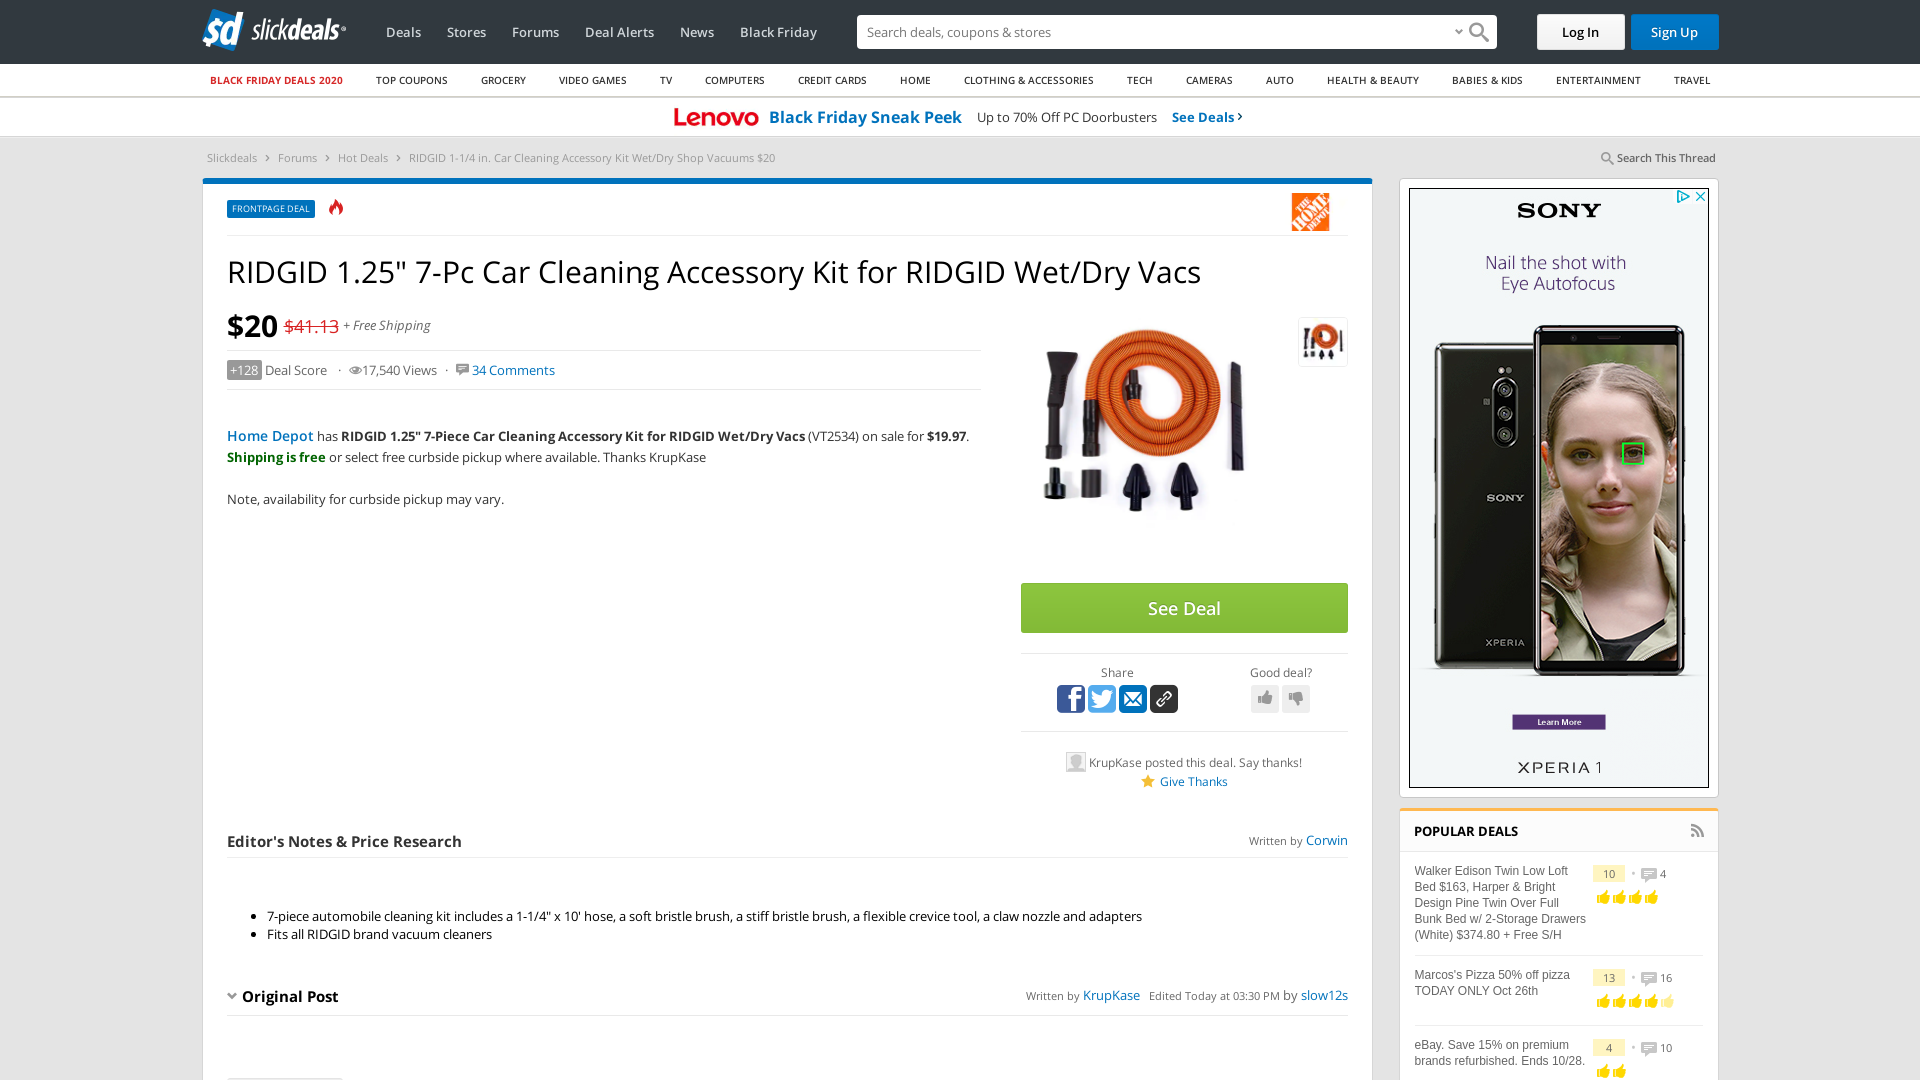 sd slickdeals
Deals Stores Forums Deal Alerts News Black Friday
Search deals, coupons & shops
Log In Sign Up
BLACK FRIDAY DEALS 2020 TOP COUPONS GROCERY VIDEO GAMES TV COMPUTERS CREDIT CARDS HOME CLOTHING & ACCESSORIES TECH CAMERAS AUTO HEALTH & BEAUTY BABIES & KIDS ENTERTAINMENT TRAVEL
Lenovo Black Friday Sneak Peek Up to 70% Off PC Doorbusters See Deals ›
Slickdeals › Forums › Hot Deals › RIDGID 1-1/4 in. Car Cleaning Accessory Kit Wet/Dry Shop Vacuums $20
Search This Thread
FRONTPAGE DEAL
THE HOME DEPOT
RIDGID 1.25" 7-Pc Car Cleaning Accessory Kit for RIDGID Wet/Dry Vacs
$20 $41.13 + Free Shipping
+128 Deal Score · 17,540 Views · 34 Comments
Home Depot has RIDGID 1.25" 7-Piece Car Cleaning Accessory Kit for RIDGID Wet/Dry Vacs (VT2534) on sale for $19.97.
Shipping is free or select free curbside pickup where available. Thanks KrupKase
Note, availability for curbside pickup may vary.
See Deal
Share
Good deal?
KrupKase posted this deal. Say thanks!
Give Thanks
Editor's Notes & Price Research
Written by Corwin
• 7-piece automobile cleaning kit includes a 1-1/4" x 10' hose, a soft bristle brush, a stiff bristle brush, a flexible crevice tool, a claw nozzle and adapters
• Fits all RIDGID brand vacuum cleaners
Original Post
Written by KrupKase Edited Today at 03:30 PM by slow12s
SONY
Nail the shot with
Eye Autofocus
SONY
XPERIA
Learn More
XPERIA 1
POPULAR DEALS
Walker Edison Twin Low Loft
Bed $163, Harper & Bright
Design Pine Twin Over Full
Bunk Bed w/ 2-Storage Drawers
(White) $374.80 + Free S/H
10 • 4
Marcos's Pizza 50% off pizza
TODAY ONLY Oct 26th
13 • 16
eBay. Save 15% on premium
brands refurbished. Ends 10/28.
4 • 10